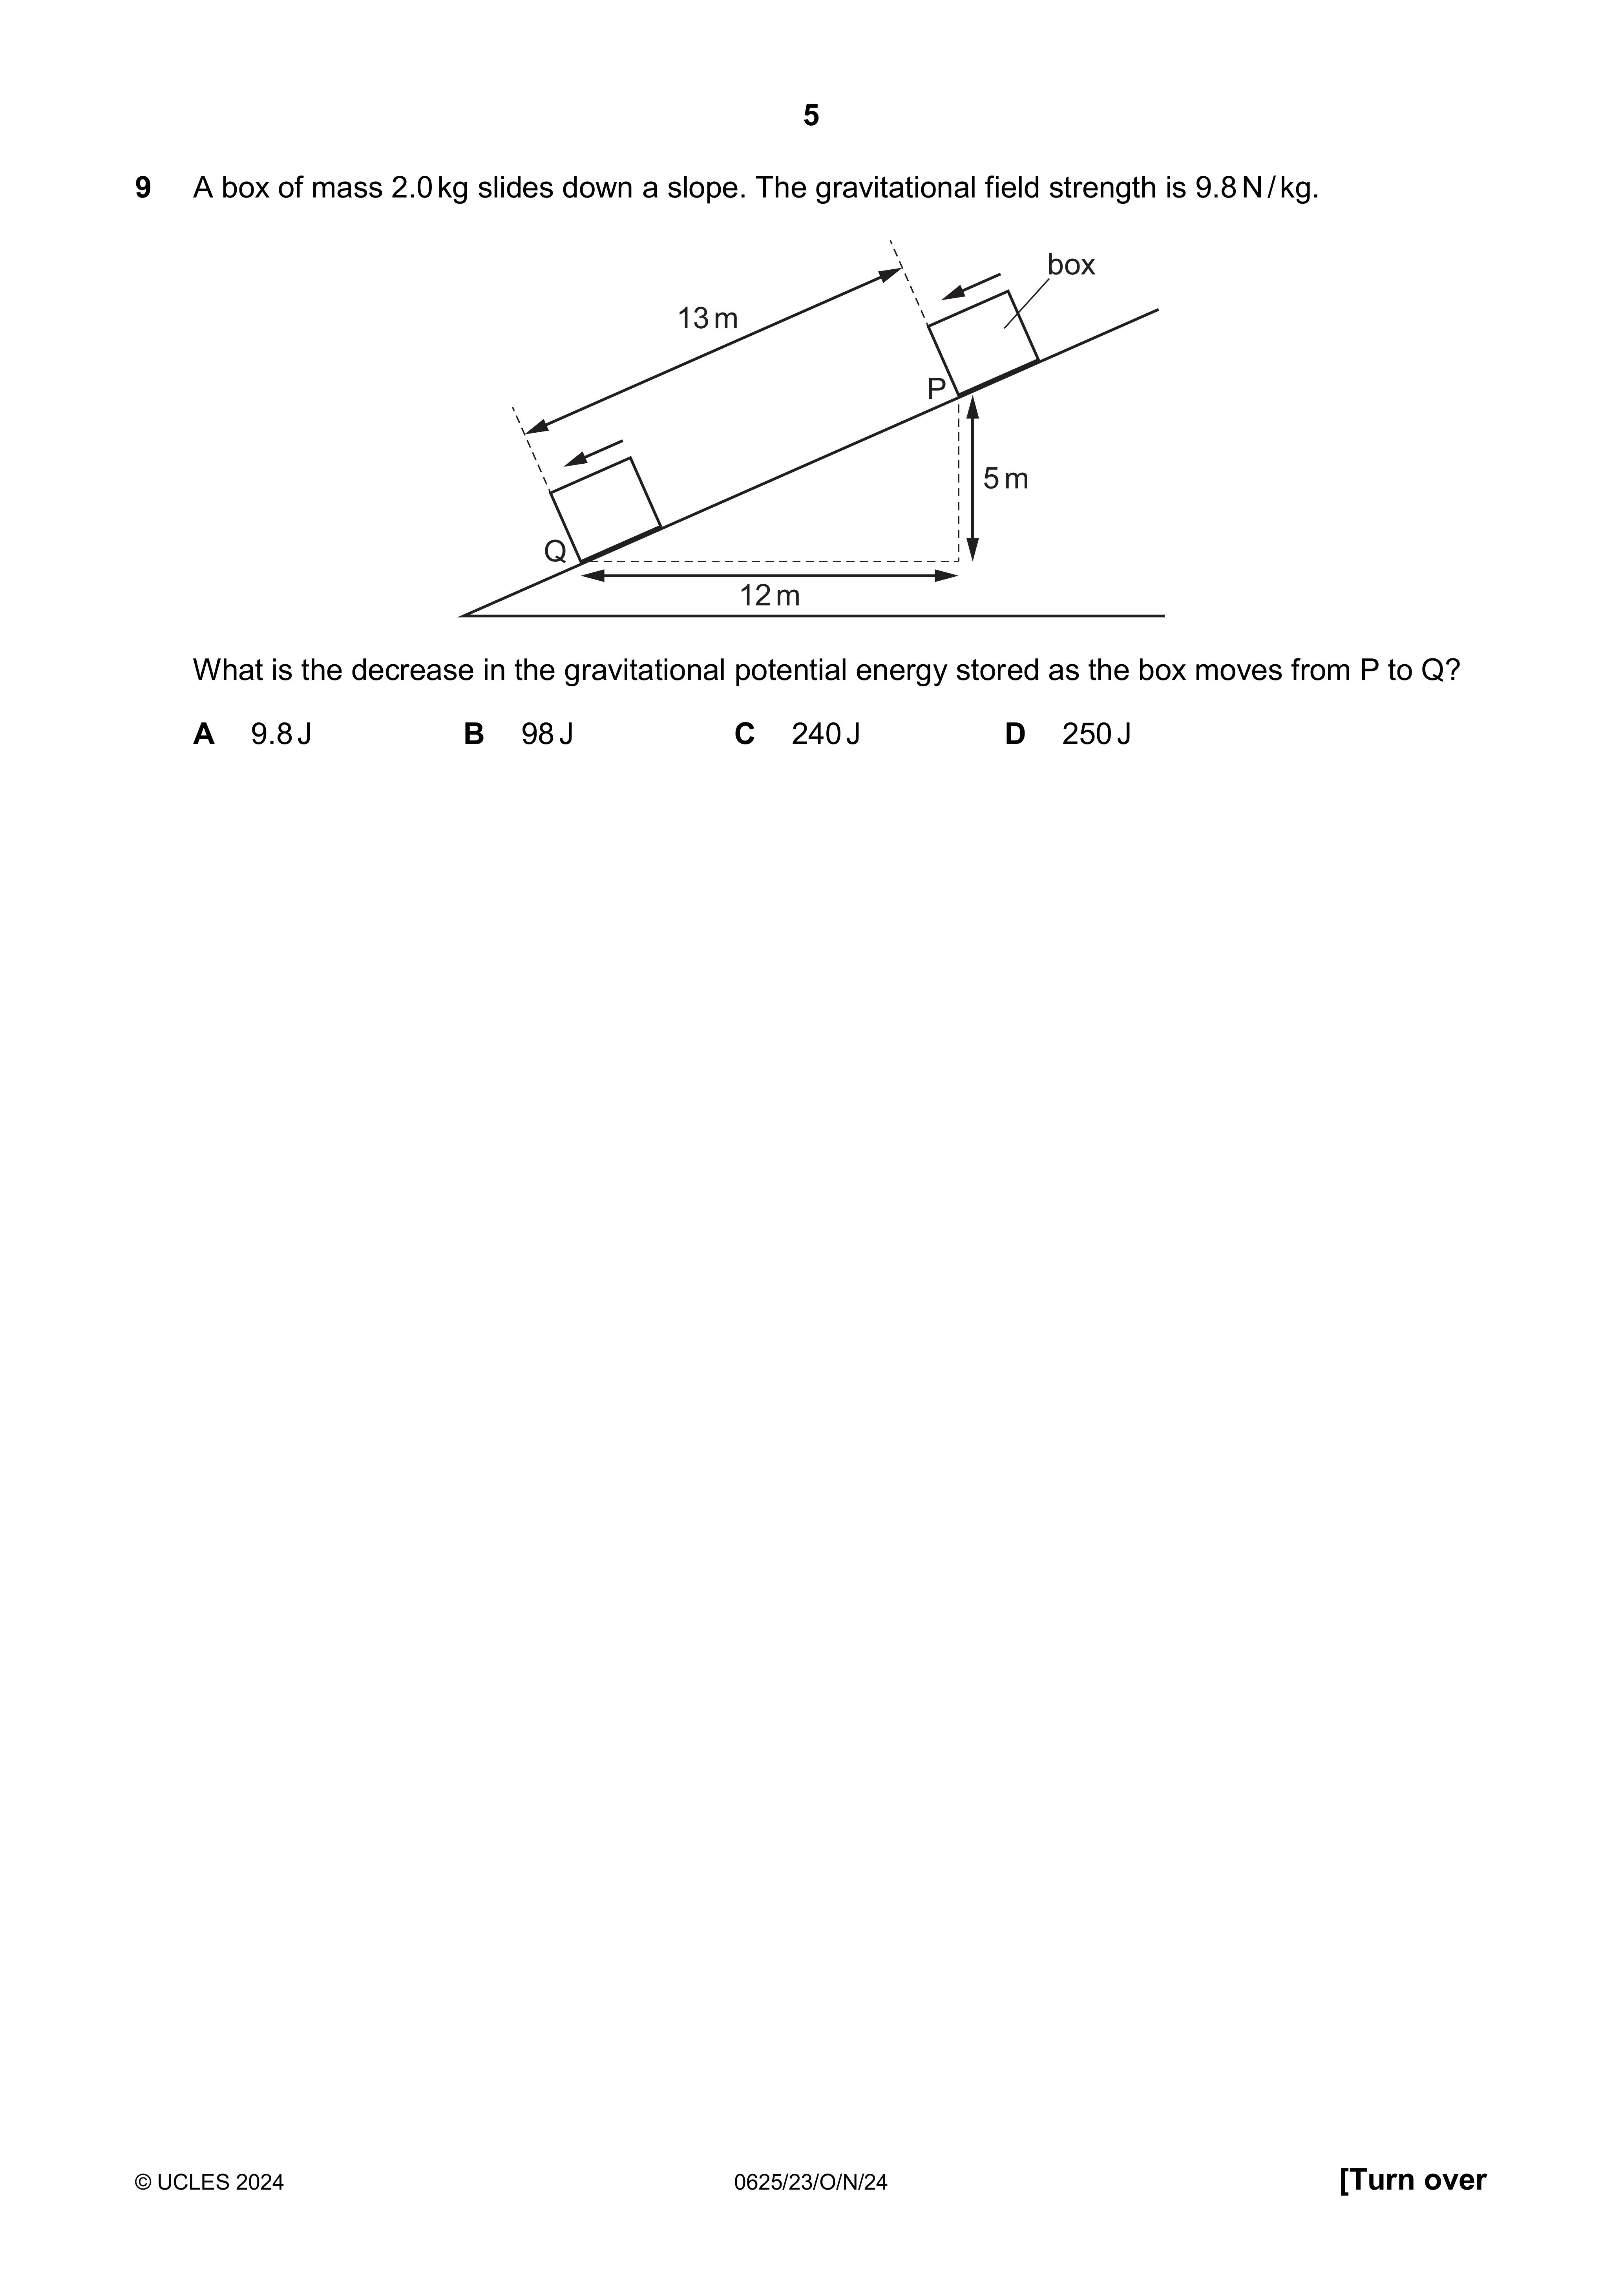 5
9 A box of mass 2.0 kg slides down a slope. The gravitational field strength is 9.8 N / kg.
box
13 m
P
5 m
Q
12 m
What is the decrease in the gravitational potential energy stored as the box moves from P to Q?
A 9.8 J B 98 J C 240 J D 250 J
© UCLES 2024 0625/23/O/N/24 [Turn over